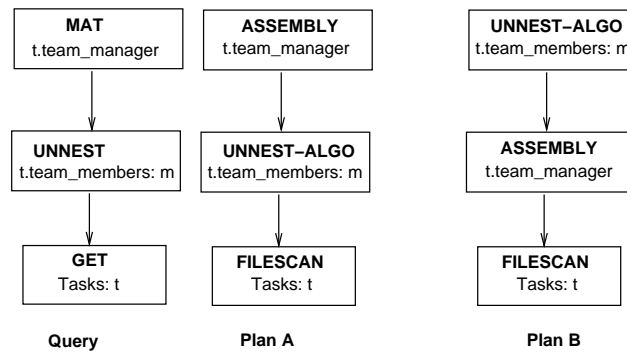 MAT
t.team_manager
UNNEST
t.team_members: m
GET
Tasks: t
Query
ASSEMBLY
t.team_manager
UNNEST-ALGO
t.team_members: m
FILESCAN
Tasks: t
Plan A
UNNEST-ALGO
t.team_members: m
ASSEMBLY
t.team_manager
FILESCAN
Tasks: t
Plan B